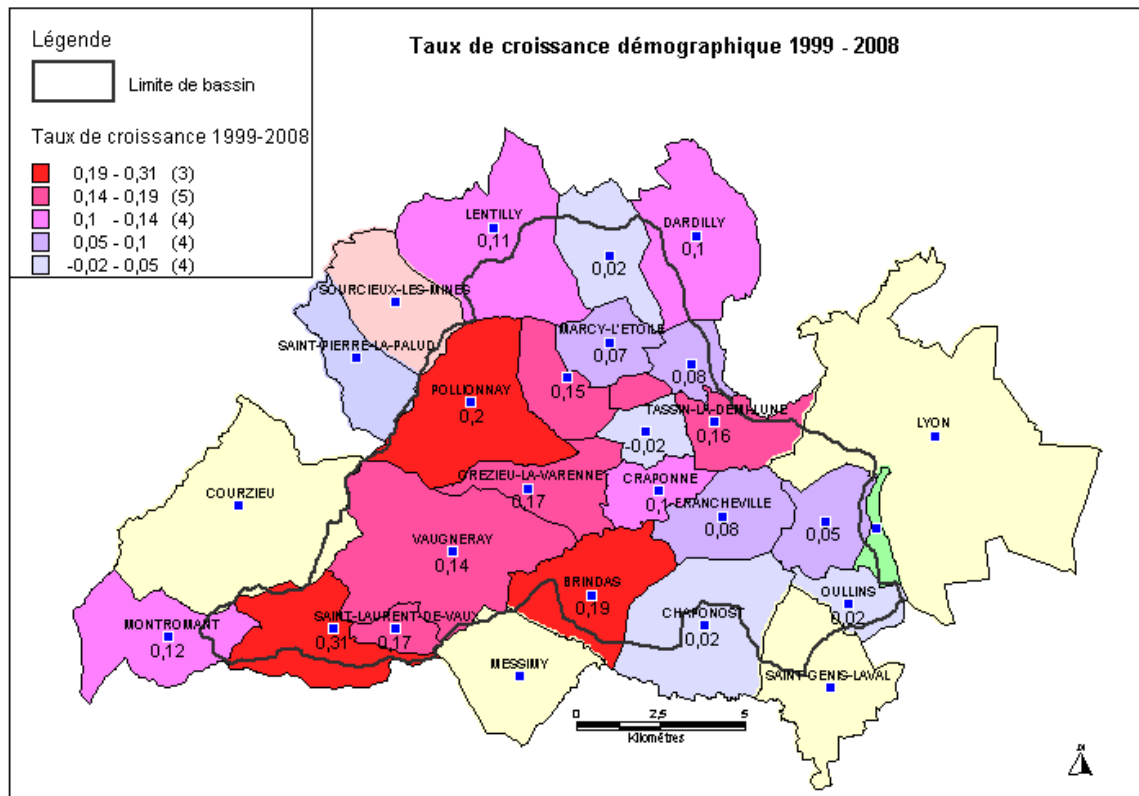 Légende
Limite de bassin
Taux de croissance 1999-2008
0,19 - 0,31 (3)
0,14 - 0,19 (5)
0,1 - 0,14 (4)
0,05 - 0,1 (4)
-0,02 - 0,05 (4)
Taux de croissance démographique 1999 - 2008
LENTILLY
0,11
DARDILLY
0,1
0,02
SOURCIEUX-LES-MINES
MARCY-L'ETOILE
0,07
SAINT-PIERRE-LA-PALUD
0,08
0,15
POLLIONNAY
0,2
TASSIN-LA-DEMI-LUNE
0,16
LYON
-0,02
GREZIEU-LA-VARENNE
0,17
CRAPONNE
0,1
COURZIEU
FRANCHEVILLE
0,08
0,05
VAUGNERAY
0,14
BRINDAS
0,19
OULLINS
0,02
CHAPONOST
0,02
MONTROMANT
0,12
0,31
SAINT-LAURENT-DE-VAUX
0,17
MESSIMY
SAINT-GENIS-LAVAL
0 2,5 5
Kilomètres
N